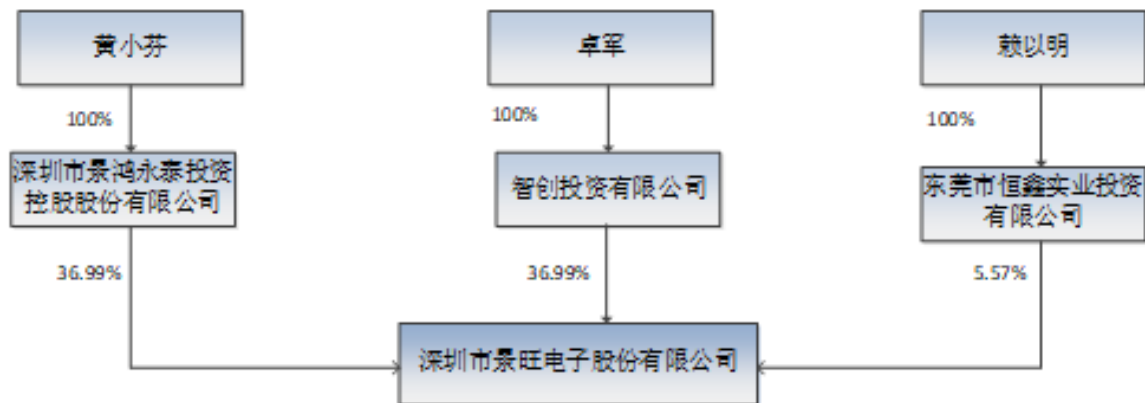 黄小芬
卓军
赖以明
100%
100%
100%
深圳市景鸿永泰投资
控股股份有限公司
智创投资有限公司
东莞市恒鑫实业投资
有限公司
36.99%
36.99%
5.57%
深圳市景旺电子股份有限公司